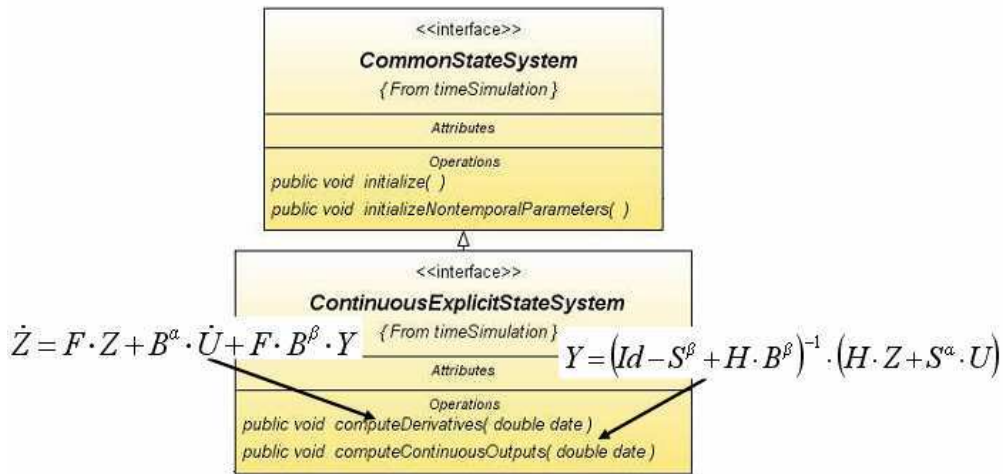 <<interface>>
CommonStateSystem
{ From timeSimulation }
Attributes
Operations
public void initialize( )
public void initializeNontemporalParameters( )
<<interface>>
ContinuousExplicitStateSystem
{ From timeSimulation }
Ż = F · Z + B^α · U̇ + F · B^β · Y
Y = (Id − S^β + H · B^β)^−1 · (H · Z + S^α · U)
Attributes
Operations
public void computeDerivatives( double date )
public void computeContinuousOutputs( double date )